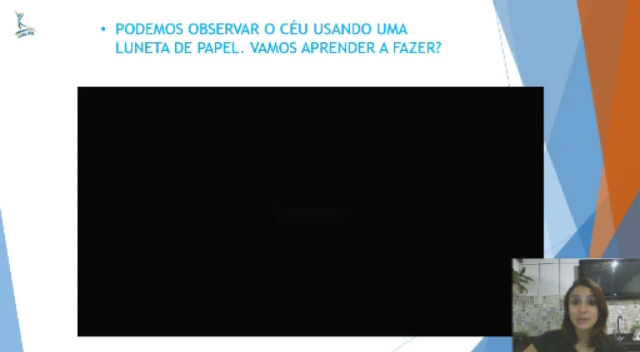 • PODEMOS OBSERVAR O CÉU USANDO UMA
LUNETA DE PAPEL. VAMOS APRENDER A FAZER?